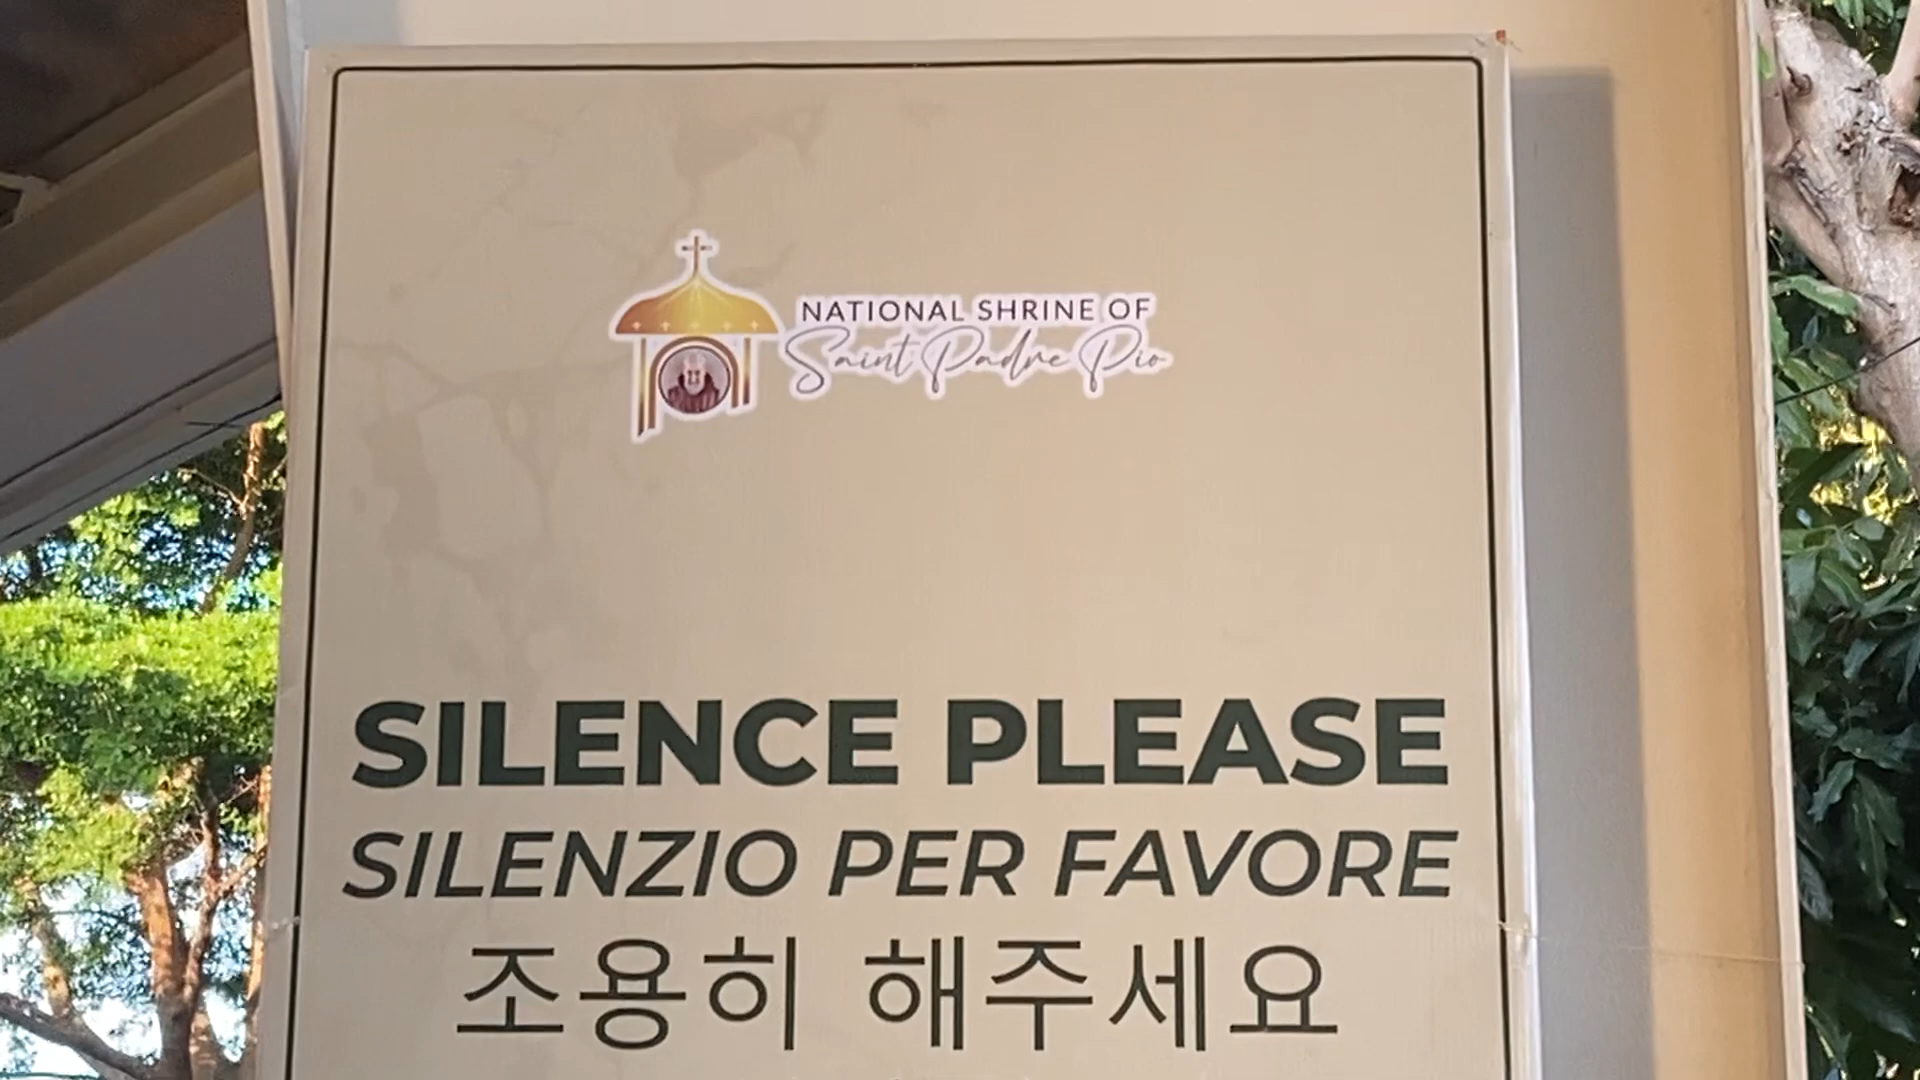 NATIONAL SHRINE OF
Saint Padre Pio
SILENCE PLEASE
SILENZIO PER FAVORE
조용히 해주세요